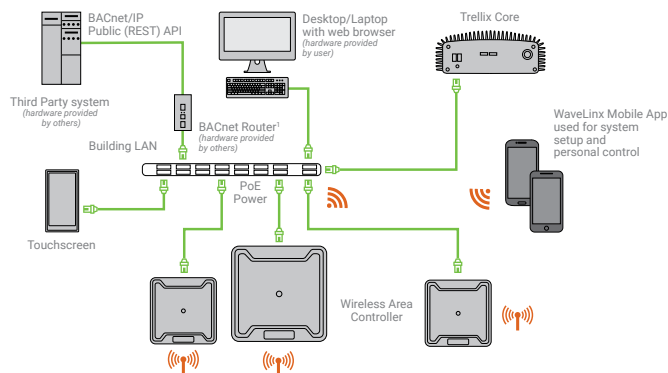 BACnet/IP
Public (REST) API
Desktop/Laptop
with web browser
(hardware provided
by user)
Trellix Core
Third Party system
(hardware provided
by others)
BACnet Router¹
(hardware provided
by others)
Building LAN
WaveLinx Mobile App
used for system
setup and
personal control
PoE
Power
Touchscreen
Wireless Area
Controller